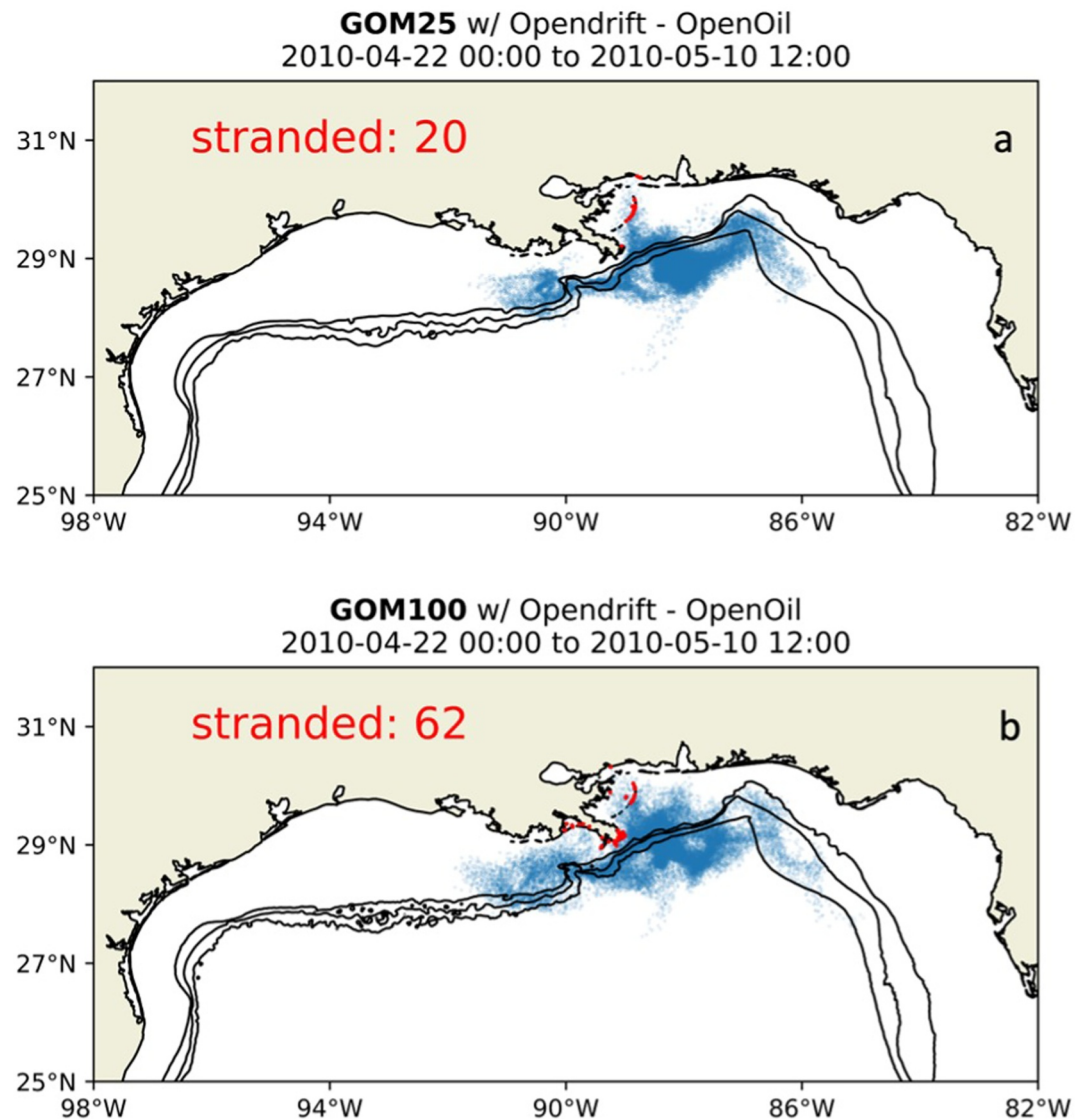 GOM25 w/ Opendrift - OpenOil
2010-04-22 00:00 to 2010-05-10 12:00
stranded: 20
a
31°N
29°N
27°N
25°N
98°W 94°W 90°W 86°W 82°W
GOM100 w/ Opendrift - OpenOil
2010-04-22 00:00 to 2010-05-10 12:00
stranded: 62
b
31°N
29°N
27°N
25°N
98°W 94°W 90°W 86°W 82°W